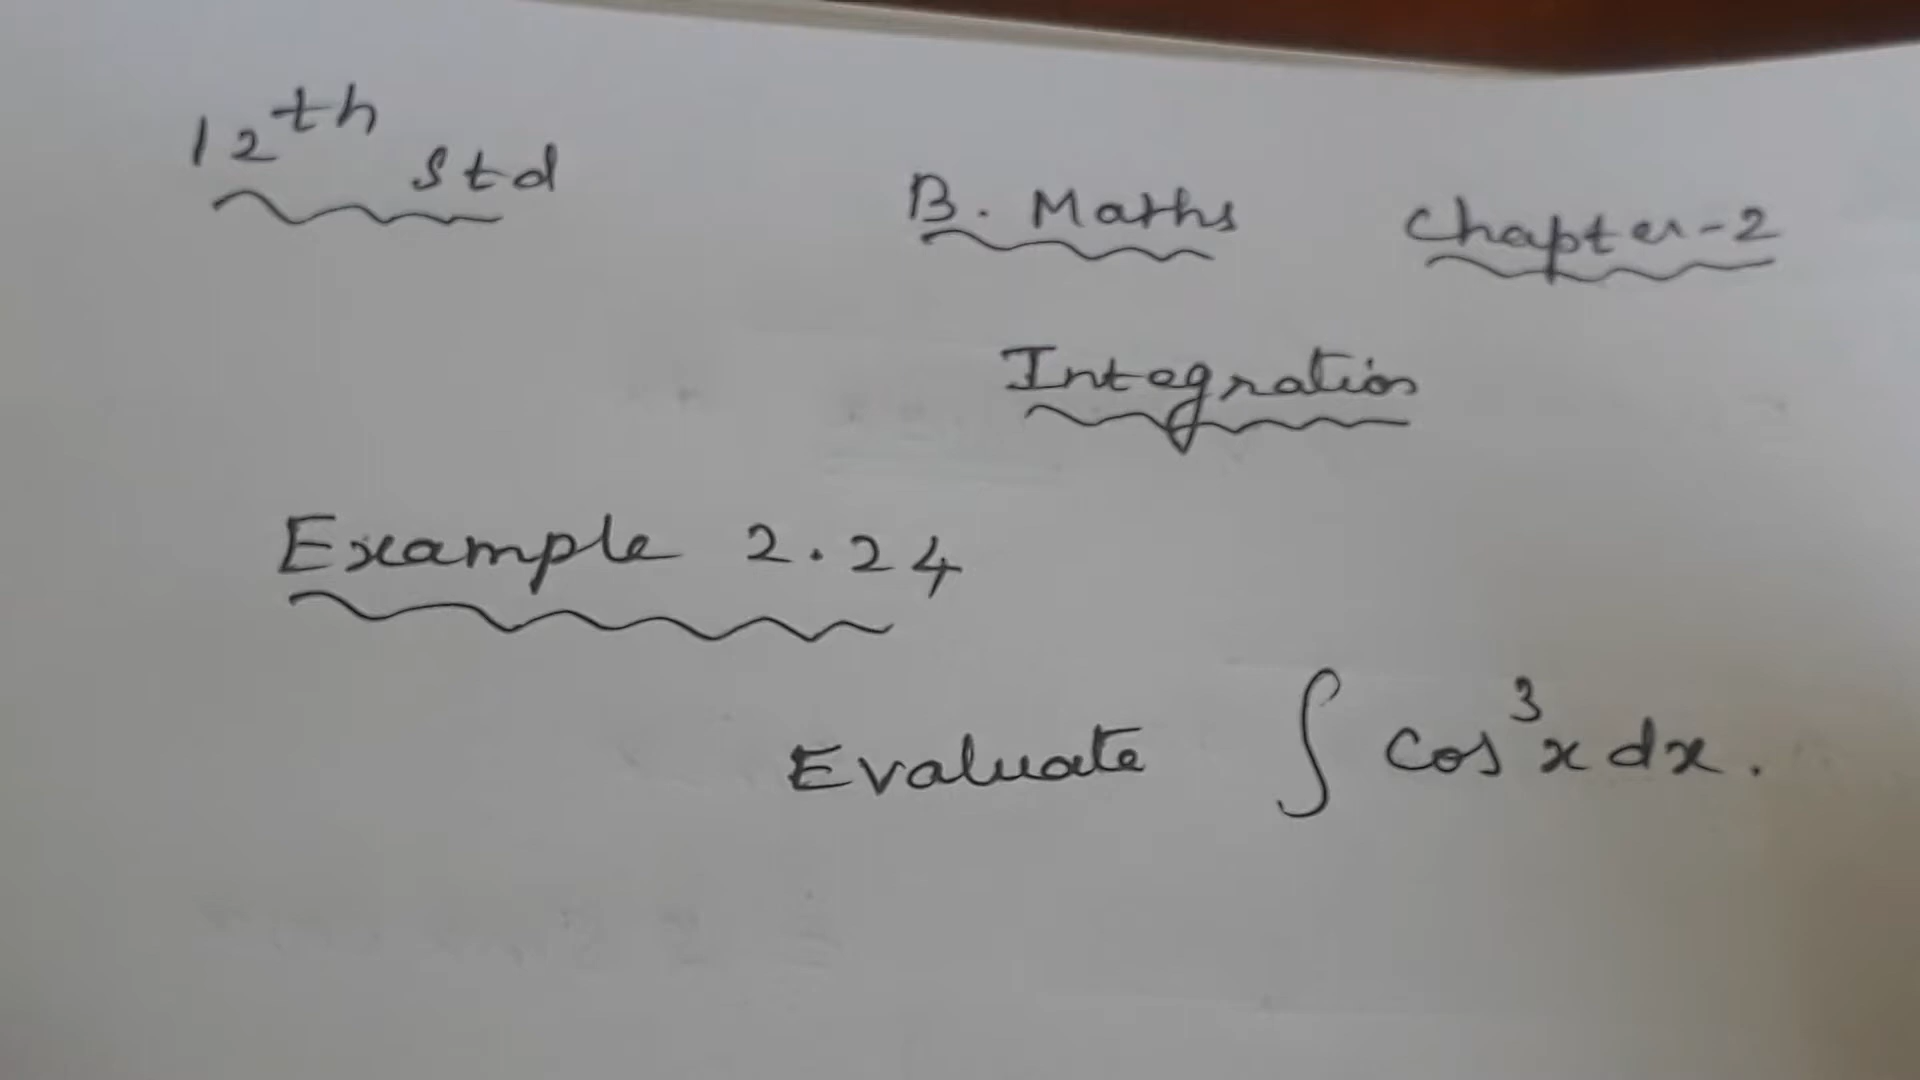 12th Std B. Maths Chapter-2
Integration
Example 2.24
Evaluate ∫ cos³x dx.